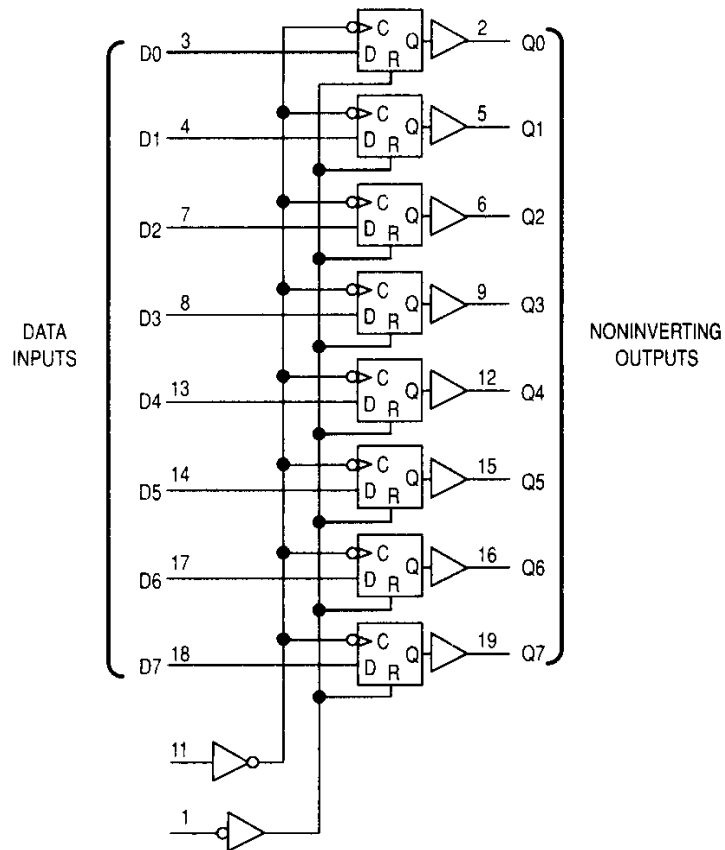 C Q 2 Q0
D0 3 D R
C Q 5 Q1
D1 4 D R
C Q 6 Q2
D2 7 D R
C Q 9 Q3
D3 8 D R
DATA
INPUTS
NONINVERTING
OUTPUTS
C Q 12 Q4
D4 13 D R
C Q 15 Q5
D5 14 D R
C Q 16 Q6
D6 17 D R
C Q 19 Q7
D7 18 D R
11
1